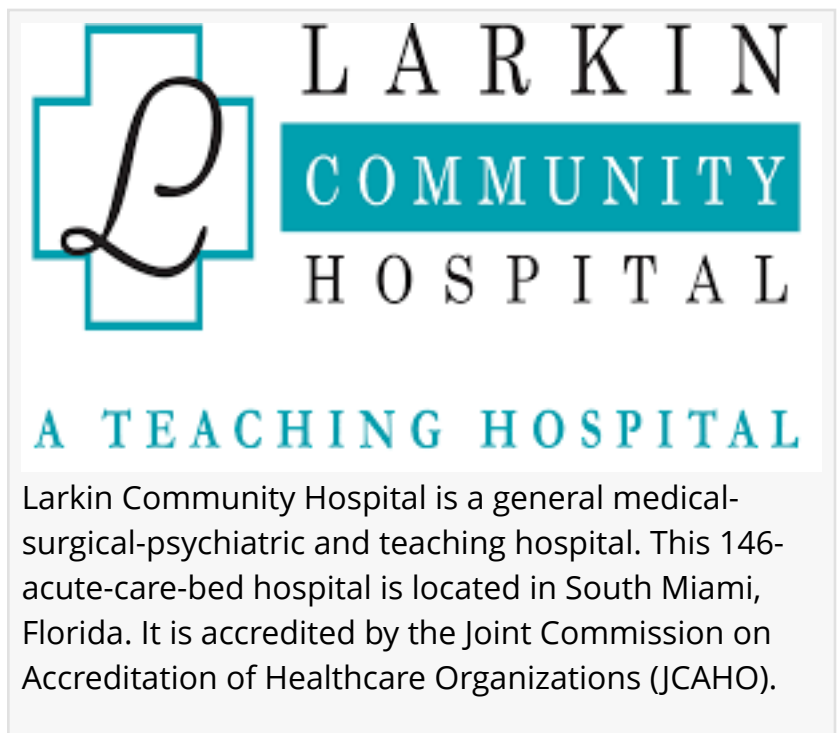 LARKIN
COMMUNITY
HOSPITAL
A TEACHING HOSPITAL
Larkin Community Hospital is a general medical-
surgical-psychiatric and teaching hospital. This 146-
acute-care-bed hospital is located in South Miami,
Florida. It is accredited by the Joint Commission on
Accreditation of Healthcare Organizations (JCAHO).